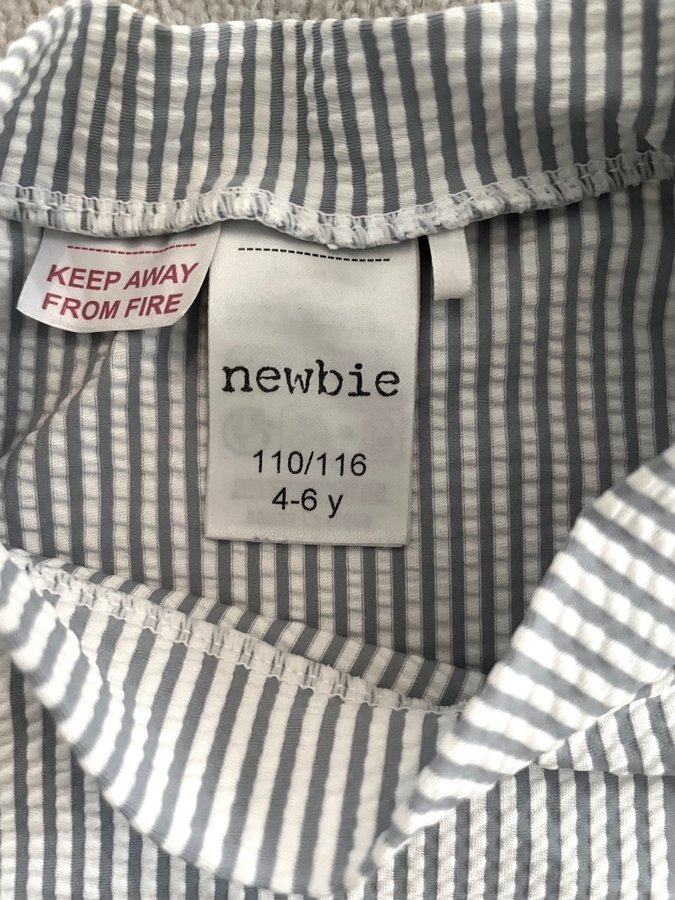 KEEP AWAY
FROM FIRE
newbie
110/116
4-6 y